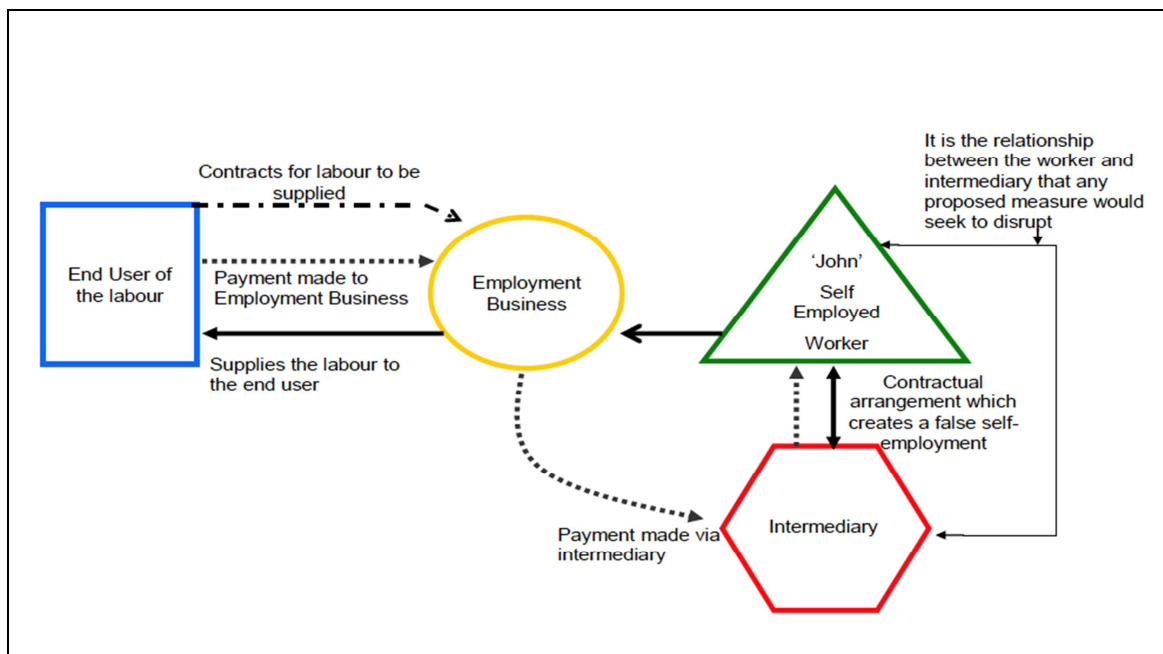 It is the relationship
between the worker and
intermediary that any
proposed measure would
seek to disrupt
Contracts for labour to be
supplied
End User of
the labour
Payment made to
Employment Business
Employment
Business
'John'
Self
Employed
Worker
Supplies the labour to
the end user
Contractual
arrangement which
creates a false self-
employment
Payment made via
intermediary
Intermediary